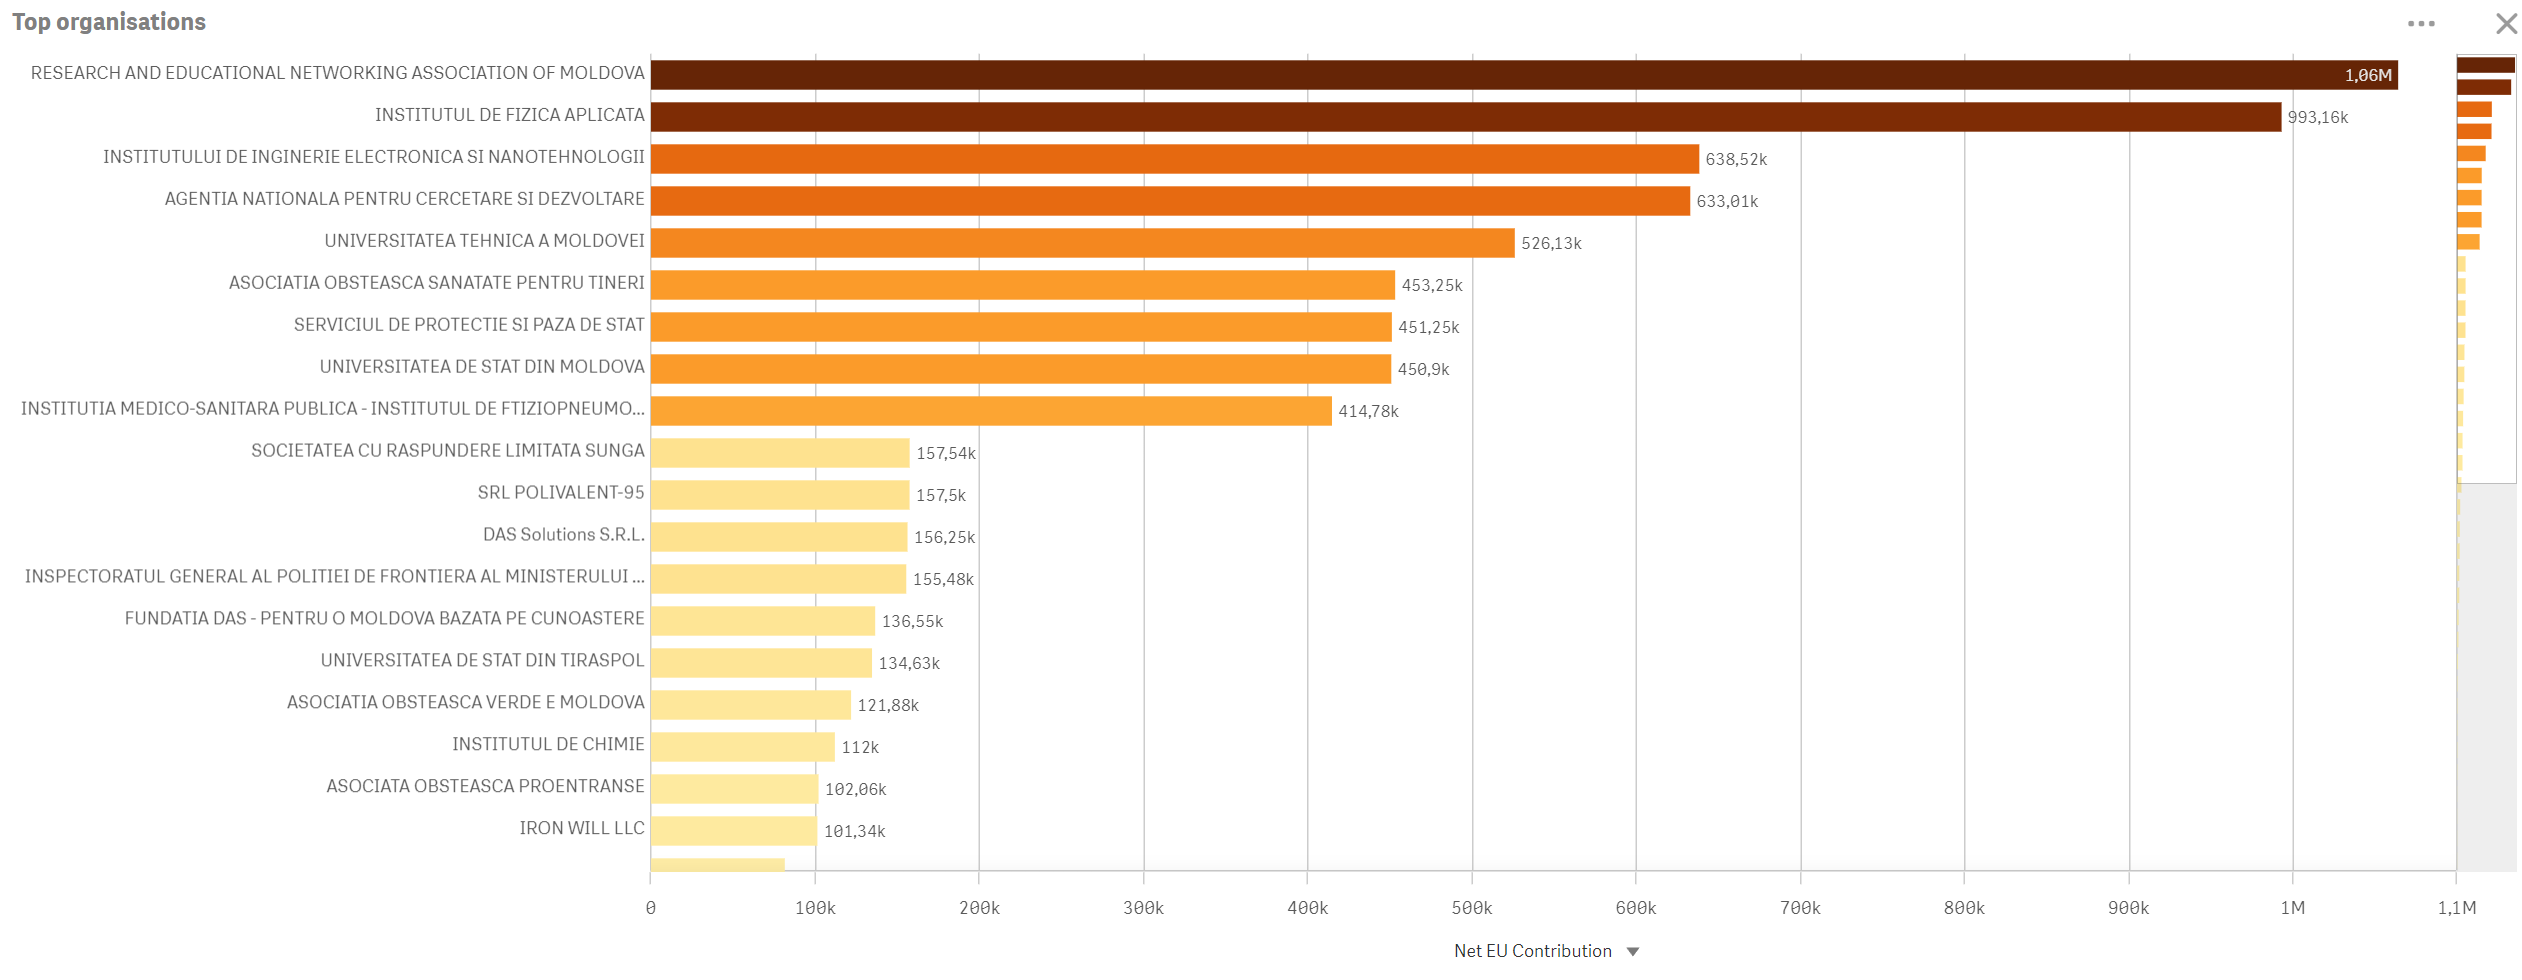 Top organisations
RESEARCH AND EDUCATIONAL NETWORKING ASSOCIATION OF MOLDOVA 1,06M
INSTITUTUL DE FIZICA APLICATA 993,16k
INSTITUTULUI DE INGINERIE ELECTRONICA SI NANOTEHNOLOGII 638,52k
AGENTIA NATIONALA PENTRU CERCETARE SI DEZVOLTARE 633,01k
UNIVERSITATEA TEHNICA A MOLDOVEI 526,13k
ASOCIATIA OBSTEASCA SANATATE PENTRU TINERI 453,25k
SERVICIUL DE PROTECTIE SI PAZA DE STAT 451,25k
UNIVERSITATEA DE STAT DIN MOLDOVA 450,9k
INSTITUTIA MEDICO-SANITARA PUBLICA - INSTITUTUL DE FTIZIOPNEUMO... 414,78k
SOCIETATEA CU RASPUNDERE LIMITATA SUNGA 157,54k
SRL POLIVALENT-95 157,5k
DAS Solutions S.R.L. 156,25k
INSPECTORATUL GENERAL AL POLITIEI DE FRONTIERA AL MINISTERULUI ... 155,48k
FUNDATIA DAS - PENTRU O MOLDOVA BAZATA PE CUNOASTERE 136,55k
UNIVERSITATEA DE STAT DIN TIRASPOL 134,63k
ASOCIATIA OBSTEASCA VERDE E MOLDOVA 121,88k
INSTITUTUL DE CHIMIE 112k
ASOCIATA OBSTEASCA PROENTRANSE 102,06k
IRON WILL LLC 101,34k
0 100k 200k 300k 400k 500k 600k 700k 800k 900k 1M 1,1M
Net EU Contribution